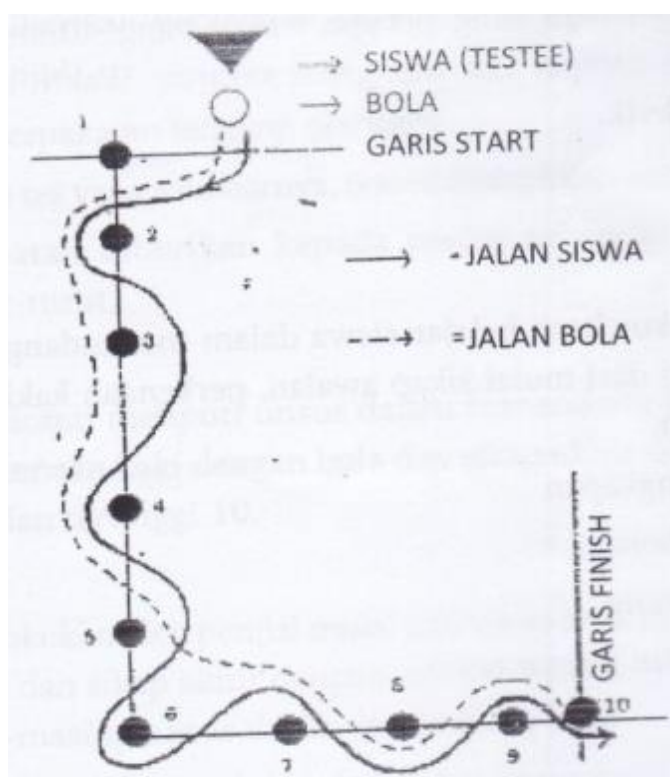 SISWA (TESTEE)
BOLA
GARIS START
1
2
- JALAN SISWA
3
= JALAN BOLA
4
5
GARIS FINISH
6
8
10
7
9